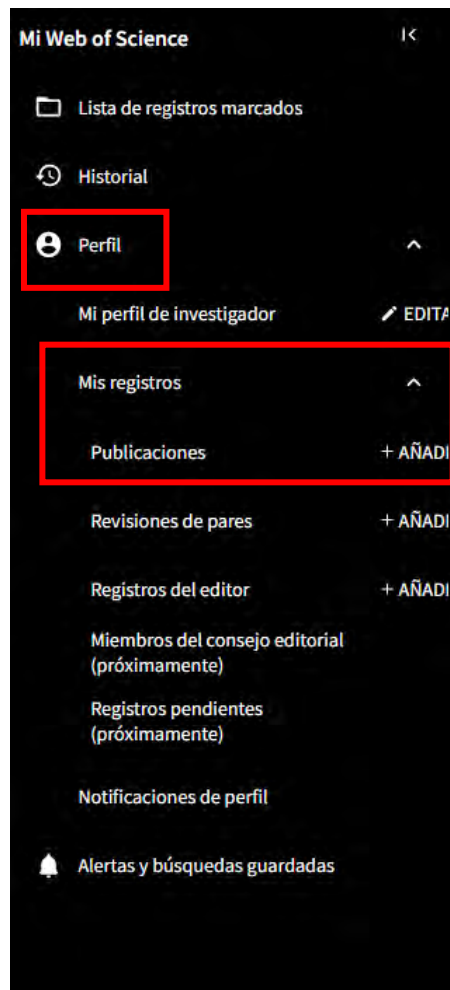 Mi Web of Science
Lista de registros marcados
Historial
Perfil
Mi perfil de investigador EDITA
Mis registros
Publicaciones + AÑADI
Revisiones de pares + AÑADI
Registros del editor + AÑADI
Miembros del consejo editorial
(próximamente)
Registros pendientes
(próximamente)
Notificaciones de perfil
Alertas y búsquedas guardadas